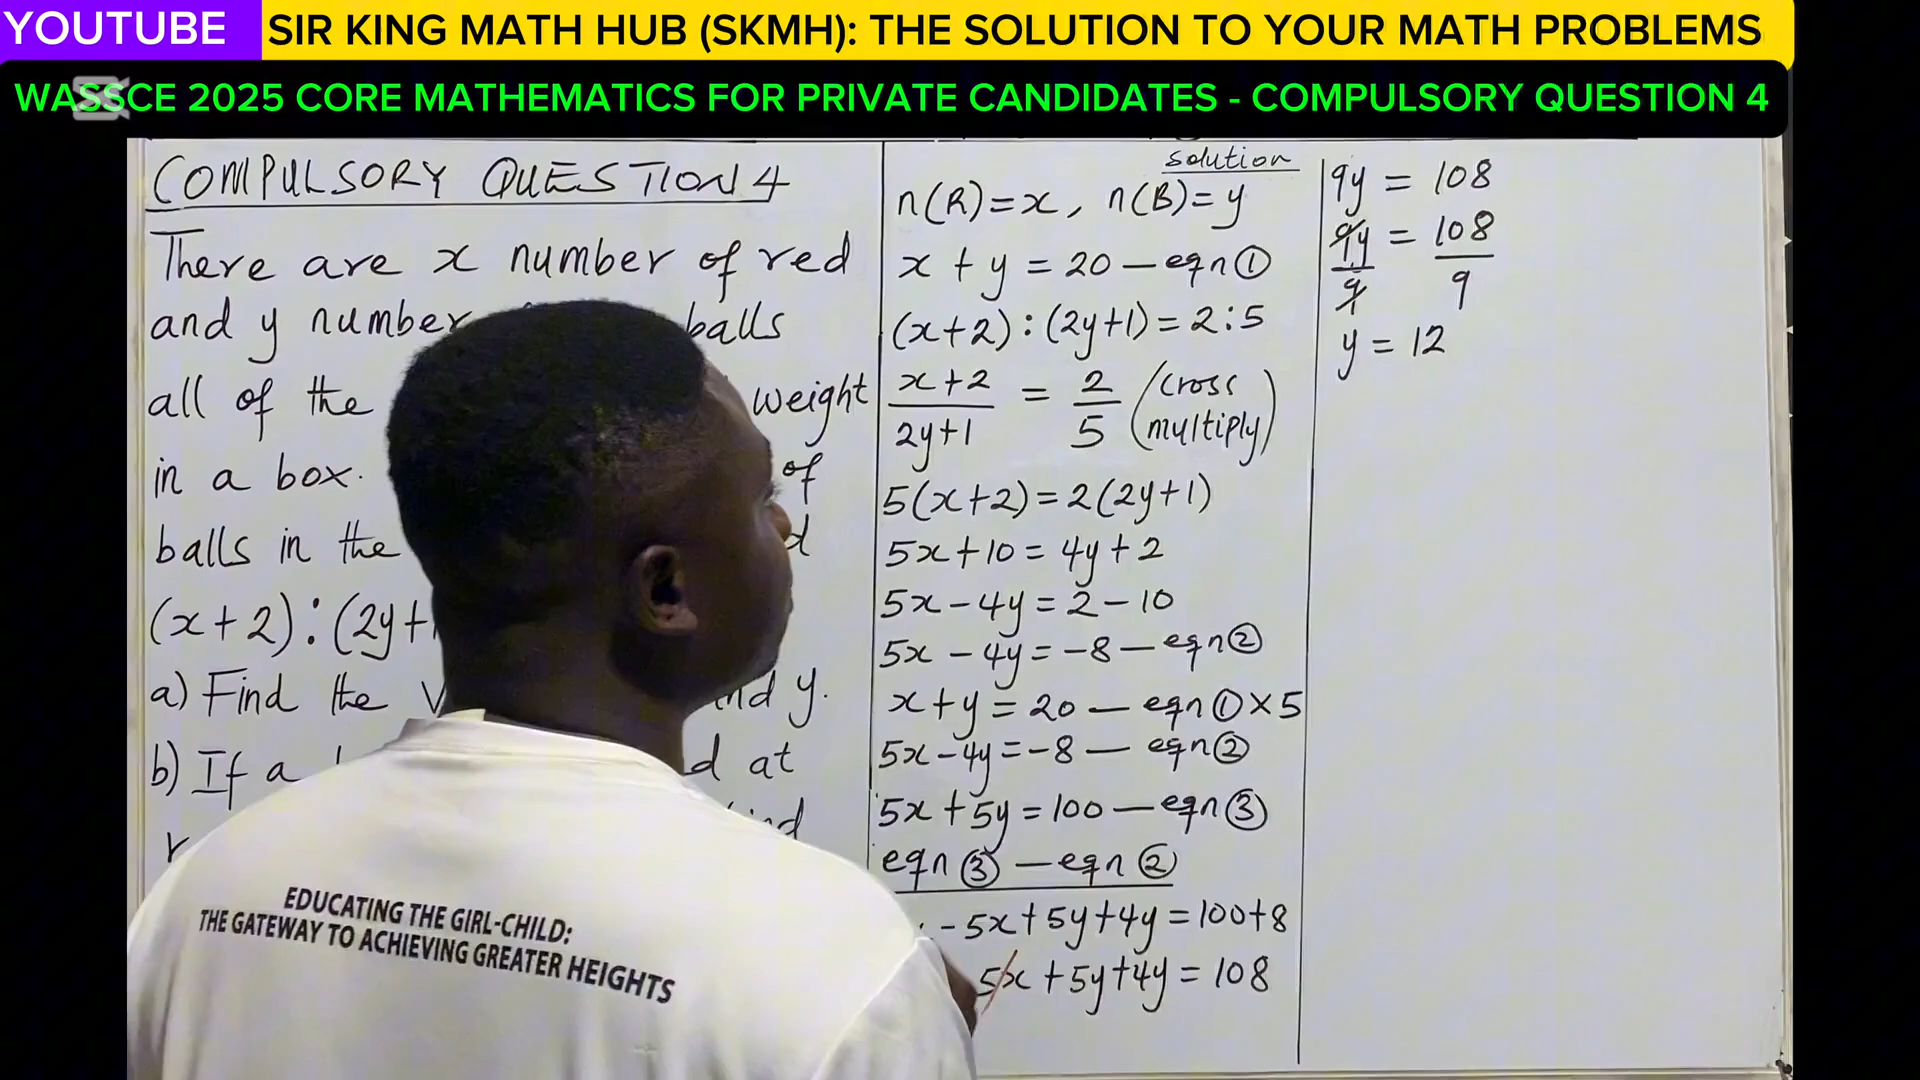 YOUTUBE
SIR KING MATH HUB (SKMH): THE SOLUTION TO YOUR MATH PROBLEMS
WASSCE 2025 CORE MATHEMATICS FOR PRIVATE CANDIDATES - COMPULSORY QUESTION 4
COMPULSORY QUESTION 4
There are x number of red
and y number balls
all of the weight
in a box. of
balls in the
(x+2) : (2y+1
a) Find the and y.
b) If a at
EDUCATING THE GIRL-CHILD:
THE GATEWAY TO ACHIEVING GREATER HEIGHTS
solution
n(R)=x, n(B)=y
x + y = 20 — eqn ①
(x+2) : (2y+1) = 2:5
x+2 / 2y+1 = 2 / 5 (cross multiply)
5(x+2) = 2(2y+1)
5x+10 = 4y+2
5x-4y = 2-10
5x-4y = -8 — eqn ②
x+y = 20 — eqn ① × 5
5x-4y = -8 — eqn ②
5x+5y = 100 — eqn ③
eqn ③ — eqn ②
-5x+5y+4y = 100+8
5x+5y+4y = 108
9y = 108
9y / 9 = 108 / 9
y = 12